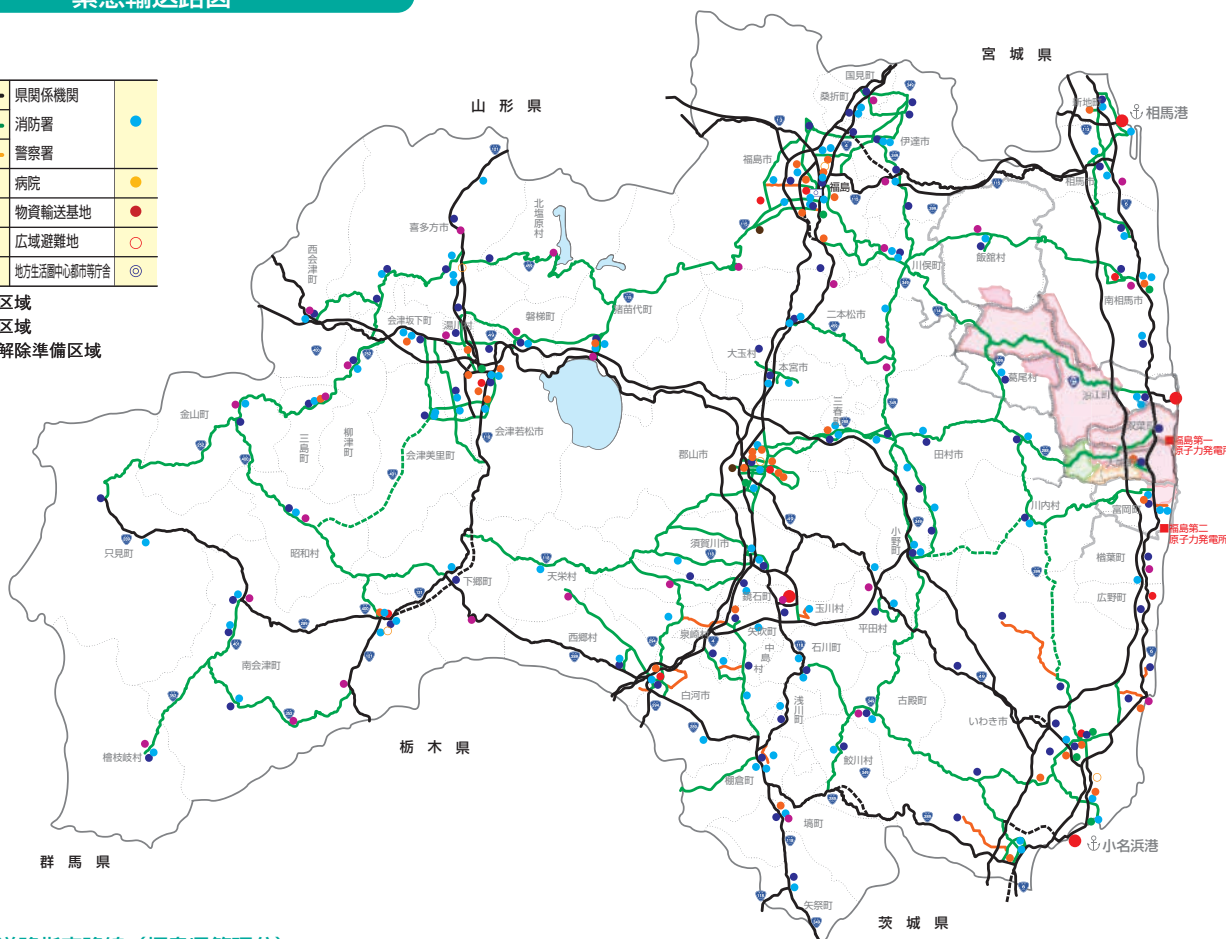 緊急輸送路図
県関係機関
消防署
警察署
病院
物資輸送基地
広域避難地
地方生活圏中心都市等庁舎
区域
区域
解除準備区域
宮城県
山形県
国見町
桑折町
新地町
相馬港
伊達市
福島市
福島
相馬市
北塩原村
喜多方市
西会津町
飯舘村
川俣町
南相馬市
猪苗代町
磐梯町
会津坂下町
湯川村
二本松市
大玉村
本宮市
葛尾村
浪江町
双葉町
金山町
三島町
柳津町
会津若松市
会津美里町
三春町
郡山市
田村市
福島第一
原子力発電所
川内村
富岡町
福島第二
原子力発電所
小野町
須賀川市
楢葉町
只見町
昭和村
下郷町
天栄村
鏡石町
玉川村
広野町
平田村
西郷村
泉崎村
矢吹町
中島村
石川町
南会津町
白河市
浅川町
古殿町
いわき市
栃木県
檜枝岐村
鮫川村
棚倉町
塙町
小名浜港
群馬県
矢祭町
茨城県